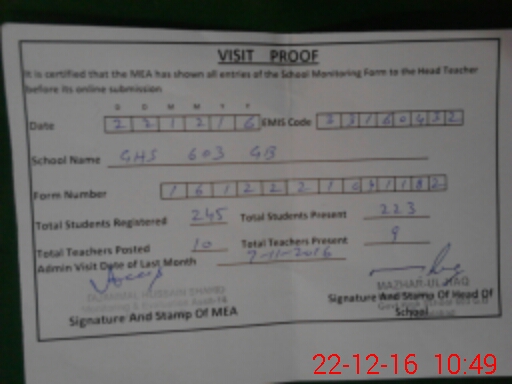 VISIT PROOF
It is certified that the MEA has shown all entries of the School Monitoring Form to the Head Teacher
before its online submission
D D M M Y Y
Date 2 2 1 2 1 6 EMIS Code 3 3 1 6 0 4 3 2
School Name GHS 603 GB
Form Number 1 6 1 2 2 2 1 0 1 1 8 2
Total Students Registered 245 Total Students Present 223
Total Teachers Posted 10 Total Teachers Present 9
Admin Visit Date of Last Month 7-11-2016
HUSSAIN MAZHAR-UL-HAQ
Signature And Stamp Of MEA Signature And Stamp Of Head Of
School
22-12-16 10:49